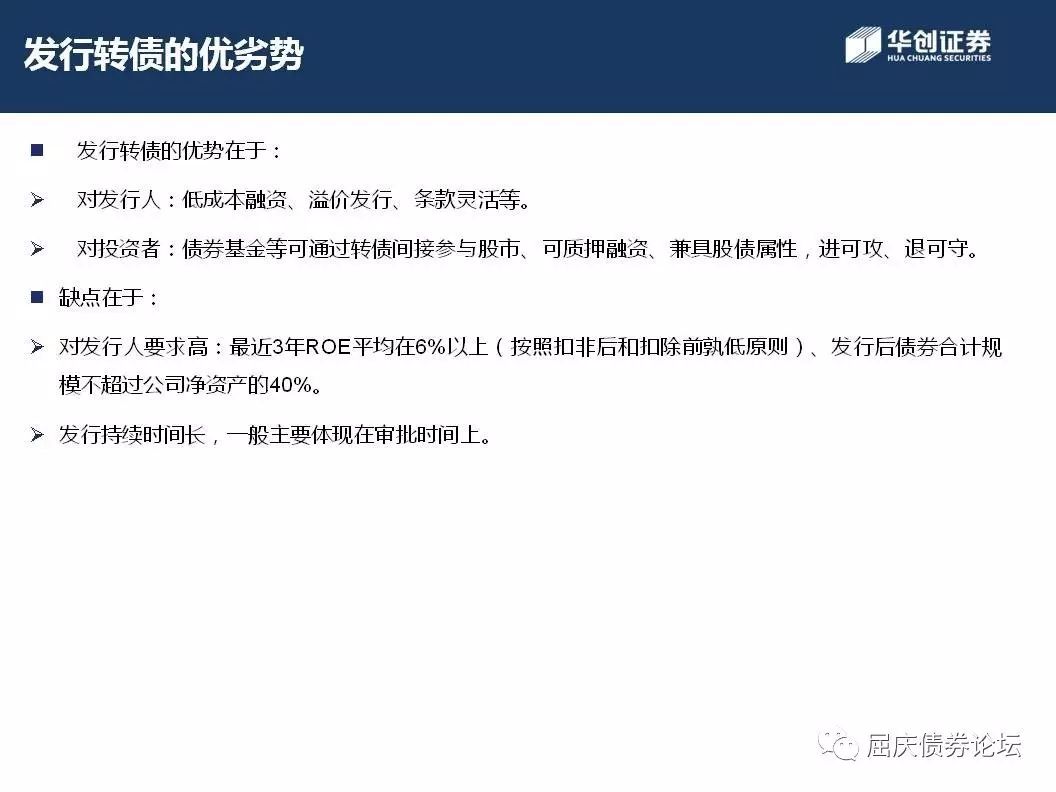 发行转债的优劣势
华创证券
HUA CHUANG SECURITIES
■ 发行转债的优势在于：
➢ 对发行人：低成本融资、溢价发行、条款灵活等。
➢ 对投资者：债券基金等可通过转债间接参与股市、可质押融资、兼具股债属性，进可攻、退可守。
■ 缺点在于：
➢ 对发行人要求高：最近3年ROE平均在6%以上（按照扣非后和扣除前孰低原则）、发行后债券合计规
模不超过公司净资产的40%。
➢ 发行持续时间长，一般主要体现在审批时间上。
屈庆债券论坛